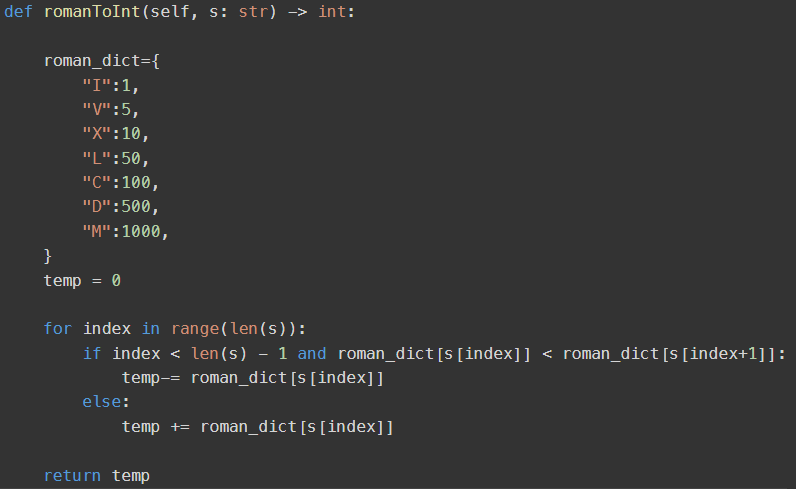 def romanToInt(self, s: str) -> int:
    roman_dict={
        "I":1,
        "V":5,
        "X":10,
        "L":50,
        "C":100,
        "D":500,
        "M":1000,
    }
    temp = 0
    for index in range(len(s)):
        if index < len(s) - 1 and roman_dict[s[index]] < roman_dict[s[index+1]]:
            temp-= roman_dict[s[index]]
        else:
            temp += roman_dict[s[index]]
    return temp